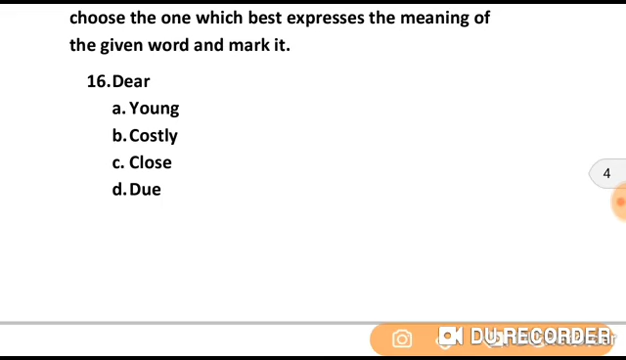 choose the one which best expresses the meaning of
the given word and mark it.
16.Dear
a. Young
b. Costly
c. Close
d. Due
4
DU RECORDER